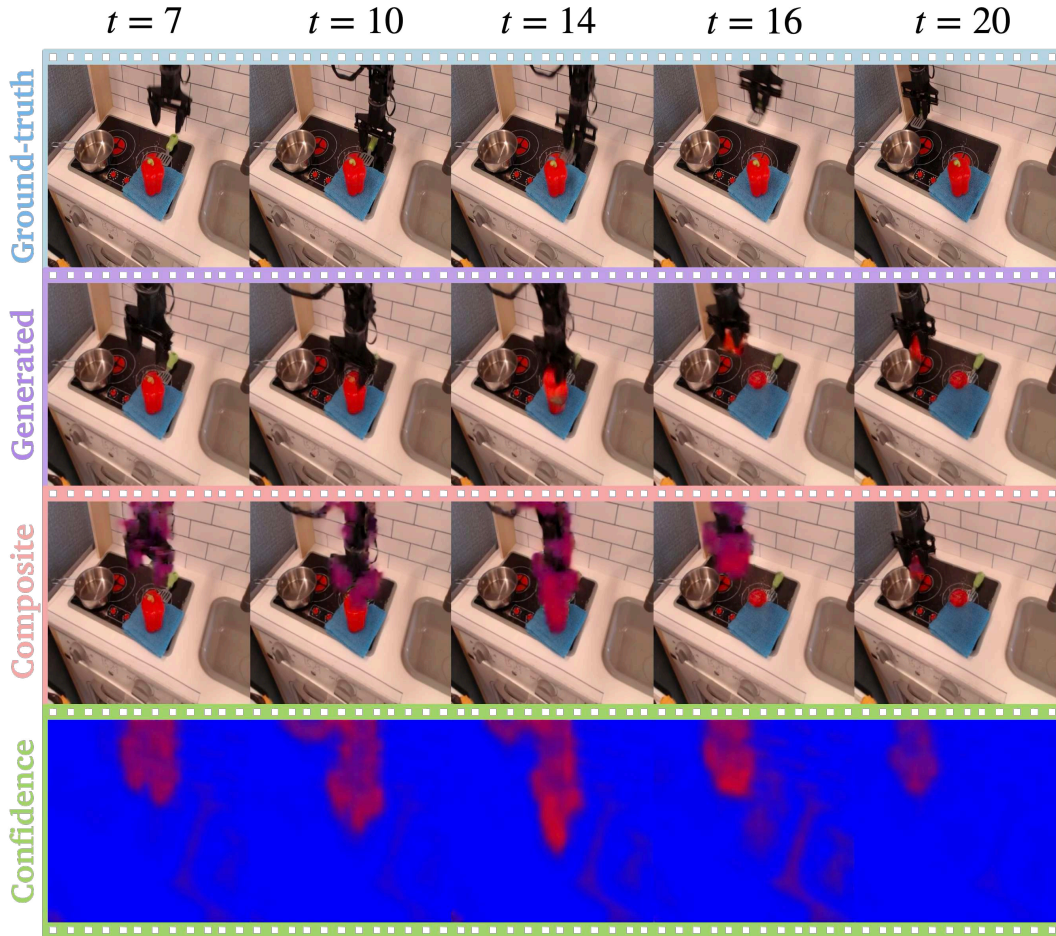 t = 7
t = 10
t = 14
t = 16
t = 20
Ground-truth
Generated
Composite
Confidence